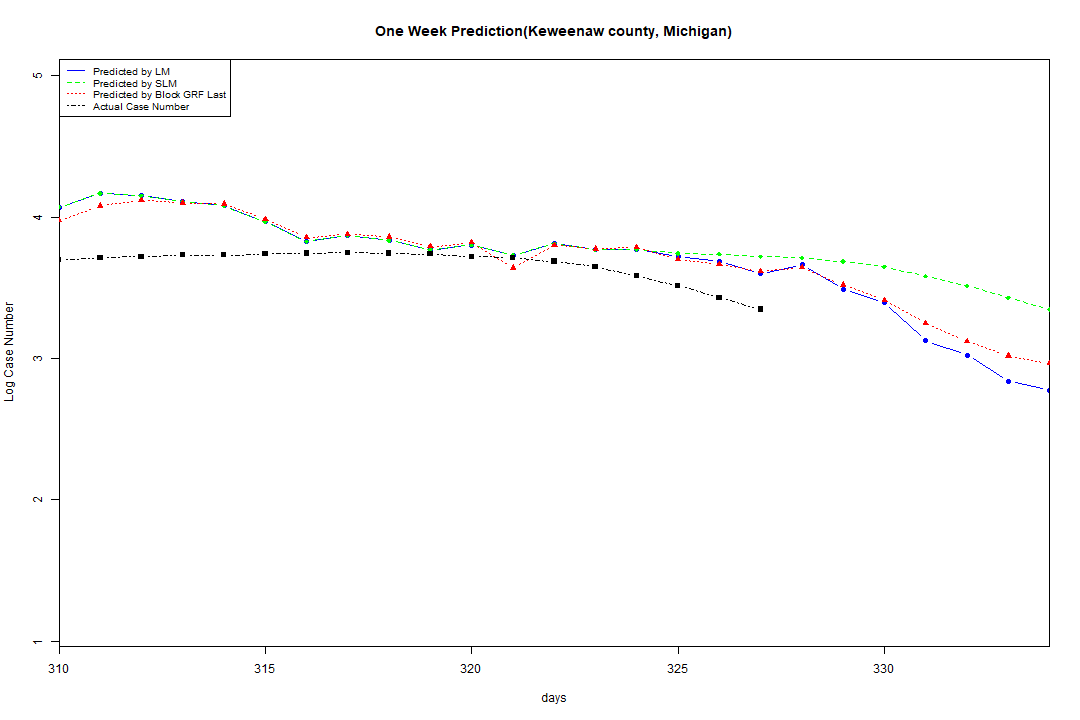 One Week Prediction(Keweenaw county, Michigan)
Predicted by LM
Predicted by SLM
Predicted by Block GRF Last
Actual Case Number
5
4
3
2
1
Log Case Number
310 315 320 325 330
days